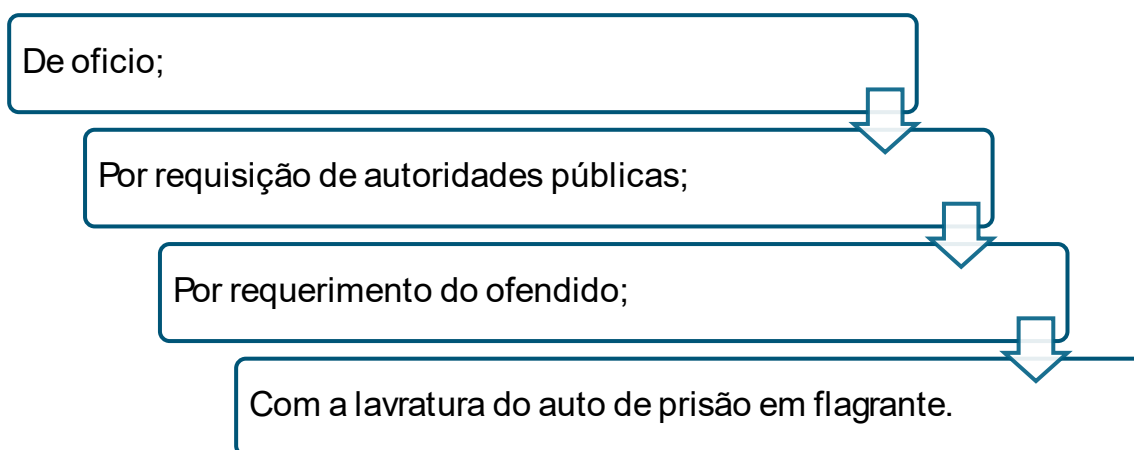 De oficio;
Por requisição de autoridades públicas;
Por requerimento do ofendido;
Com a lavratura do auto de prisão em flagrante.